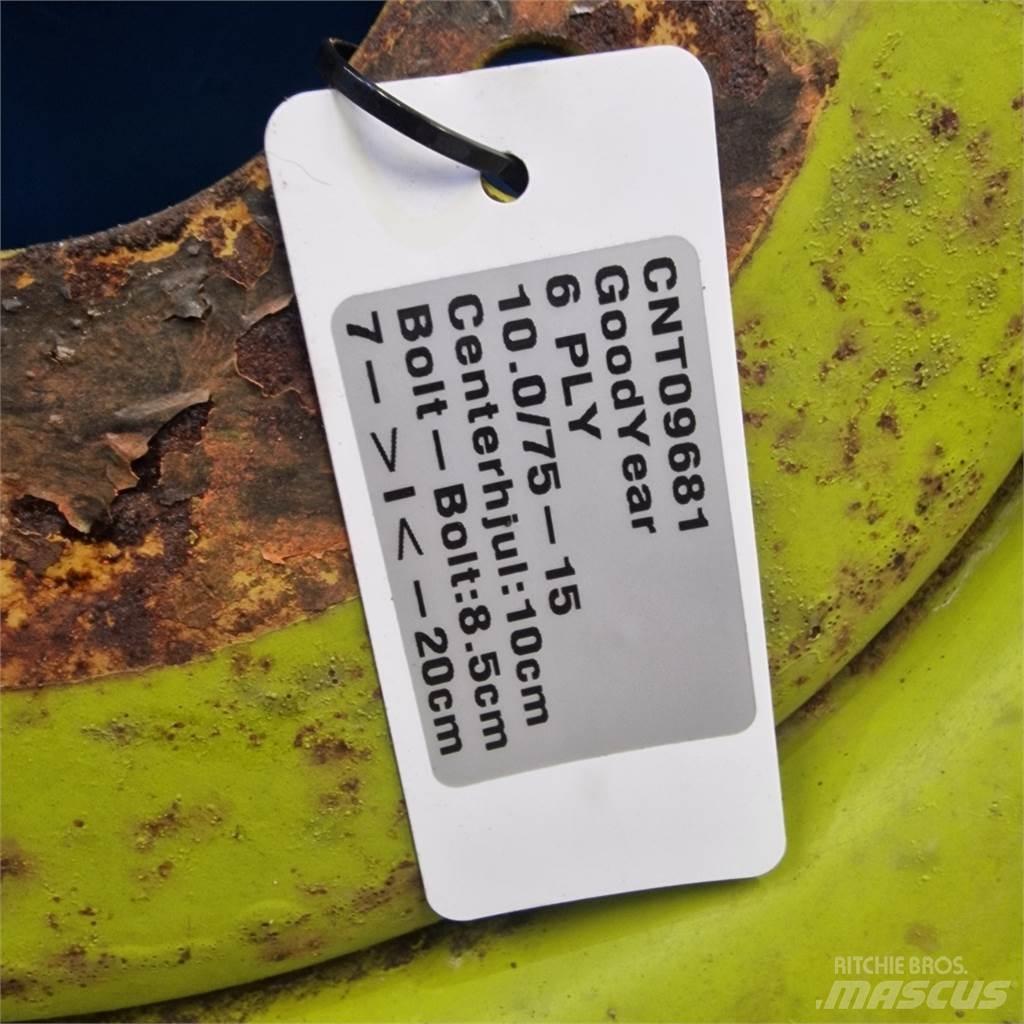 CNT09681
GoodYear
6 PLY
10.0/75-15
Centerhjul:10cm
Bolt-Bolt:8.5cm
7->I<-20cm
RITCHIE BROS.
MASCUS